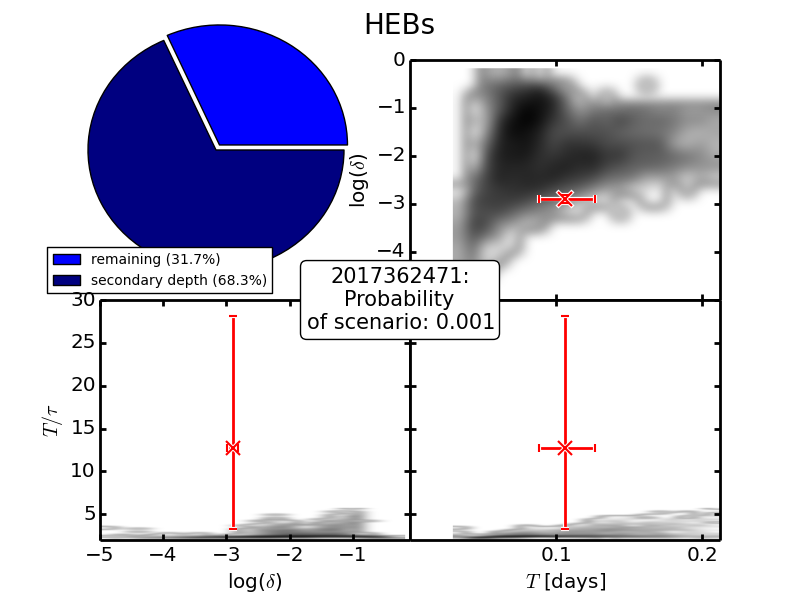 HEBs
remaining (31.7%)
secondary depth (68.3%)
0
−1
−2
−3
−4
log(δ)
2017362471:
Probability
of scenario: 0.001
30
25
20
15
10
5
T/τ
−5 −4 −3 −2 −1
log(δ)
0.1 0.2
T [days]